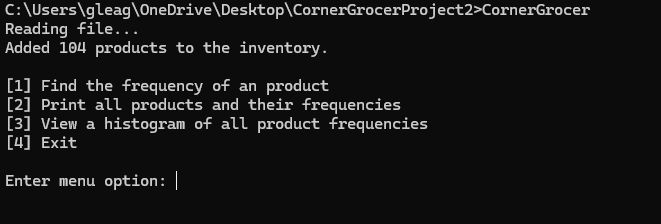 C:\Users\gleag\OneDrive\Desktop\CornerGrocerProject2>CornerGrocer
Reading file...
Added 104 products to the inventory.
[1] Find the frequency of an product
[2] Print all products and their frequencies
[3] View a histogram of all product frequencies
[4] Exit
Enter menu option: